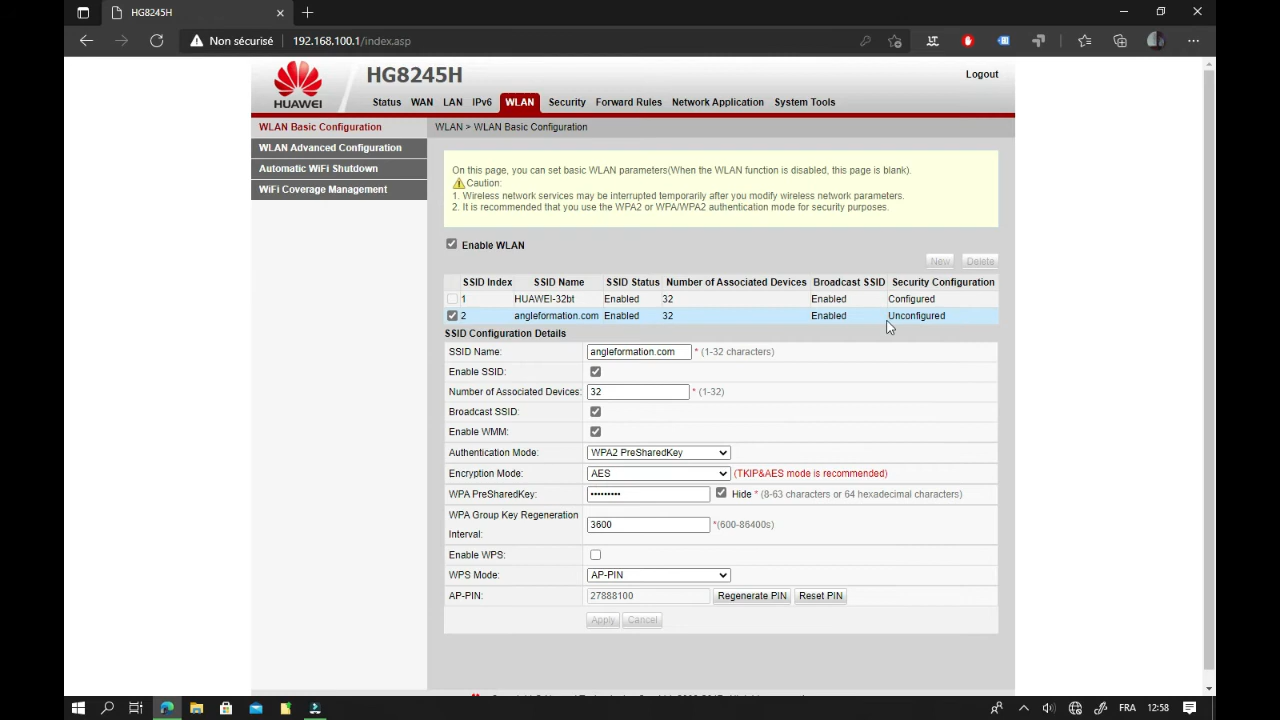 HG8245H
Non sécurisé 192.168.100.1/index.asp
HG8245H
Logout
HUAWEI
Status WAN LAN IPv6 WLAN Security Forward Rules Network Application System Tools
WLAN Basic Configuration
WLAN > WLAN Basic Configuration
WLAN Advanced Configuration
Automatic WiFi Shutdown
WiFi Coverage Management
On this page, you can set basic WLAN parameters(When the WLAN function is disabled, this page is blank).
Caution:
1. Wireless network services may be interrupted temporarily after you modify wireless network parameters.
2. It is recommended that you use the WPA2 or WPA/WPA2 authentication mode for security purposes.
Enable WLAN
New Delete
SSID Index SSID Name SSID Status Number of Associated Devices Broadcast SSID Security Configuration
1 HUAWEI-32bt Enabled 32 Enabled Configured
2 angleformation.com Enabled 32 Enabled Unconfigured
SSID Configuration Details
SSID Name: angleformation.com * (1-32 characters)
Enable SSID:
Number of Associated Devices: 32 * (1-32)
Broadcast SSID:
Enable WMM:
Authentication Mode: WPA2 PreSharedKey
Encryption Mode: AES (TKIP&AES mode is recommended)
WPA PreSharedKey: ••••••••• Hide * (8-63 characters or 64 hexadecimal characters)
WPA Group Key Regeneration
Interval: 3600 *(600-86400s)
Enable WPS:
WPS Mode: AP-PIN
AP-PIN: 27888100 Regenerate PIN Reset PIN
Apply Cancel
FRA 12:58